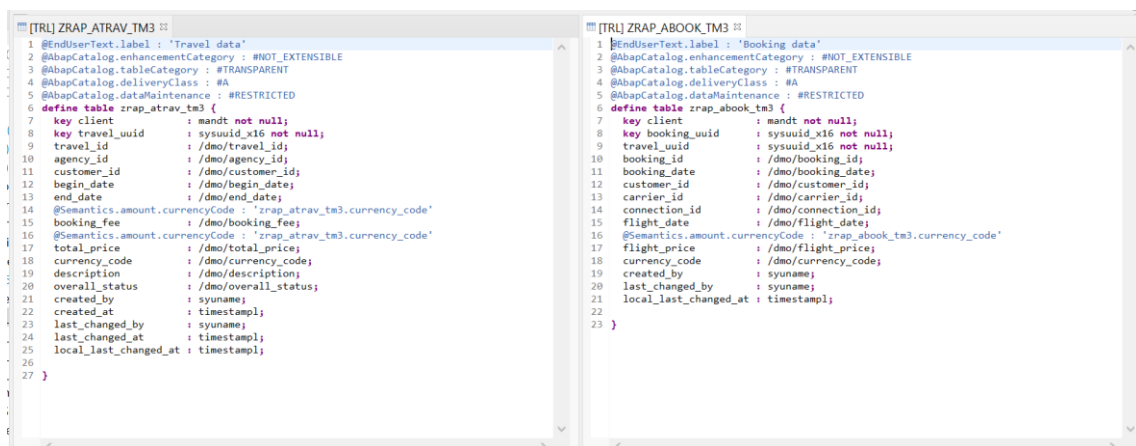 [TRL] ZRAP_ATRAV_TM3
1 @EndUserText.label : 'Travel data'
2 @AbapCatalog.enhancementCategory : #NOT_EXTENSIBLE
3 @AbapCatalog.tableCategory : #TRANSPARENT
4 @AbapCatalog.deliveryClass : #A
5 @AbapCatalog.dataMaintenance : #RESTRICTED
6 define table zrap_atrav_tm3 {
7 key client : mandt not null;
8 key travel_uuid : sysuuid_x16 not null;
9 travel_id : /dmo/travel_id;
10 agency_id : /dmo/agency_id;
11 customer_id : /dmo/customer_id;
12 begin_date : /dmo/begin_date;
13 end_date : /dmo/end_date;
14 @Semantics.amount.currencyCode : 'zrap_atrav_tm3.currency_code'
15 booking_fee : /dmo/booking_fee;
16 @Semantics.amount.currencyCode : 'zrap_atrav_tm3.currency_code'
17 total_price : /dmo/total_price;
18 currency_code : /dmo/currency_code;
19 description : /dmo/description;
20 overall_status : /dmo/overall_status;
21 created_by : syuname;
22 created_at : timestampl;
23 last_changed_by : syuname;
24 last_changed_at : timestampl;
25 local_last_changed_at : timestampl;
26
27 }
[TRL] ZRAP_ABOOK_TM3
1 @EndUserText.label : 'Booking data'
2 @AbapCatalog.enhancementCategory : #NOT_EXTENSIBLE
3 @AbapCatalog.tableCategory : #TRANSPARENT
4 @AbapCatalog.deliveryClass : #A
5 @AbapCatalog.dataMaintenance : #RESTRICTED
6 define table zrap_abook_tm3 {
7 key client : mandt not null;
8 key booking_uuid : sysuuid_x16 not null;
9 travel_uuid : sysuuid_x16 not null;
10 booking_id : /dmo/booking_id;
11 booking_date : /dmo/booking_date;
12 customer_id : /dmo/customer_id;
13 carrier_id : /dmo/carrier_id;
14 connection_id : /dmo/connection_id;
15 flight_date : /dmo/flight_date;
16 @Semantics.amount.currencyCode : 'zrap_abook_tm3.currency_code'
17 flight_price : /dmo/flight_price;
18 currency_code : /dmo/currency_code;
19 created_by : syuname;
20 last_changed_by : syuname;
21 local_last_changed_at : timestampl;
22
23 }